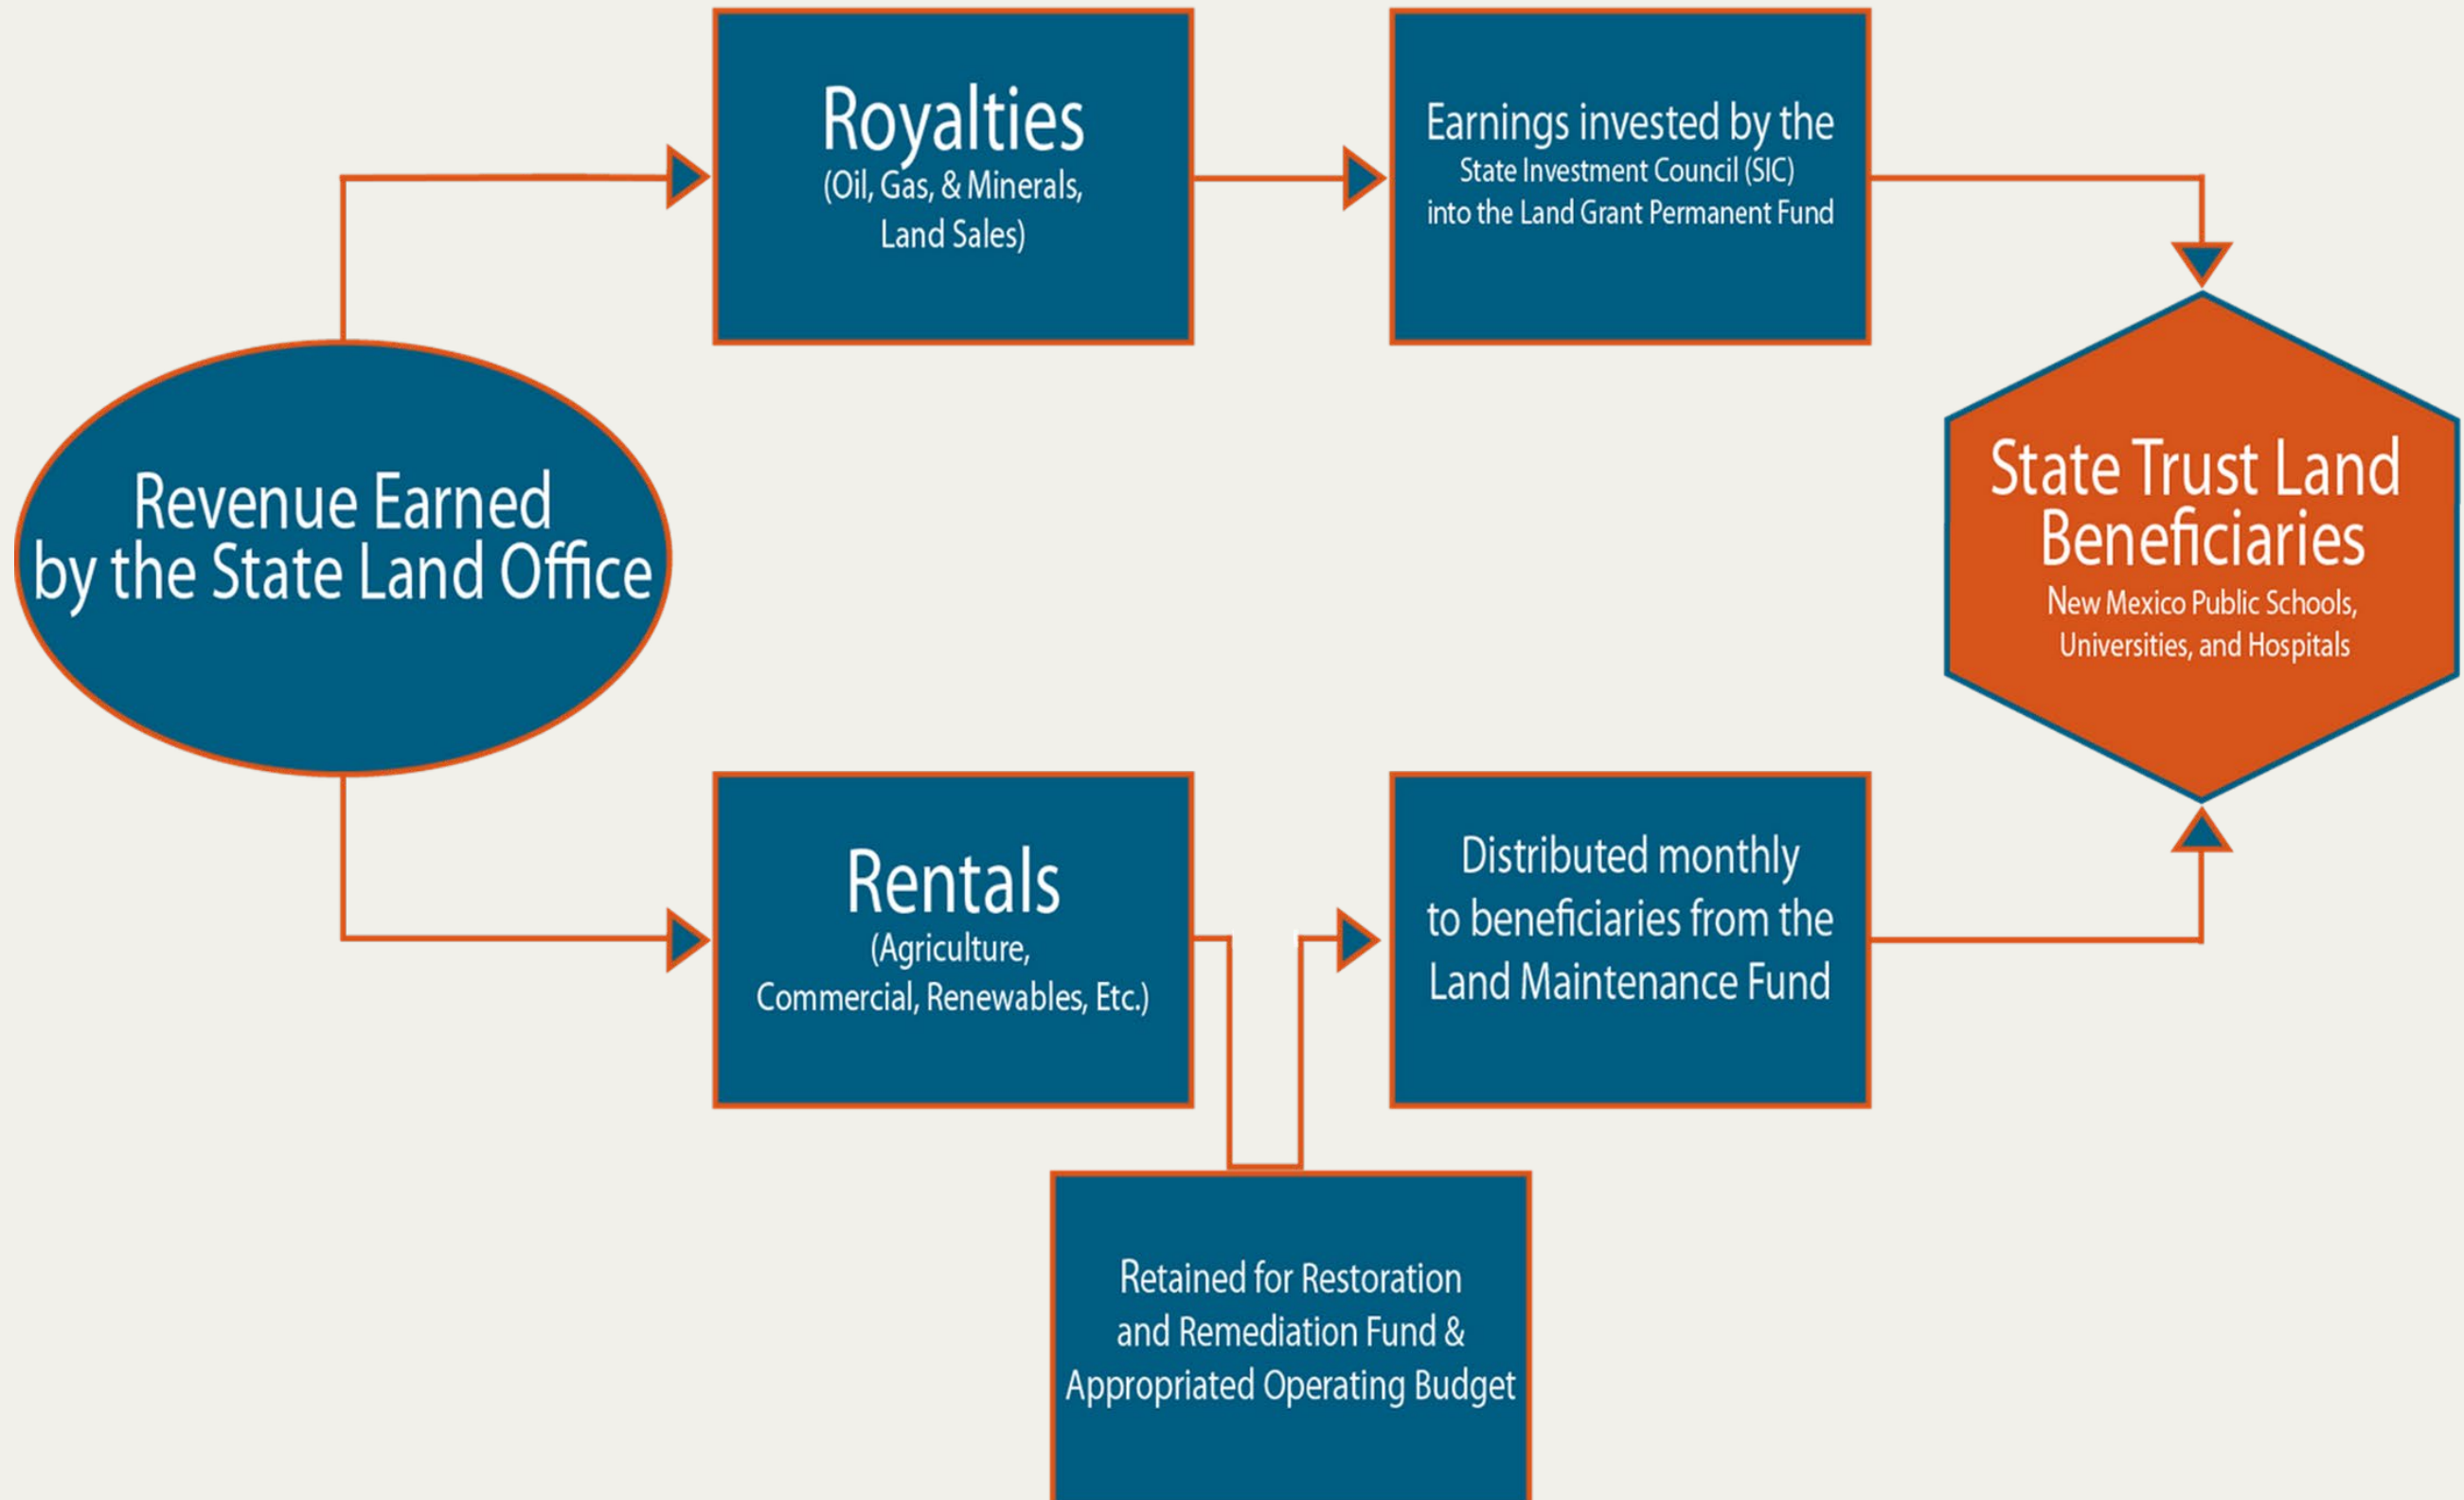 Royalties
(Oil, Gas, & Minerals,
Land Sales)
Earnings invested by the
State Investment Council (SIC)
into the Land Grant Permanent Fund
Revenue Earned
by the State Land Office
State Trust Land
Beneficiaries
New Mexico Public Schools,
Universities, and Hospitals
Rentals
(Agriculture,
Commercial, Renewables, Etc.)
Distributed monthly
to beneficiaries from the
Land Maintenance Fund
Retained for Restoration
and Remediation Fund &
Appropriated Operating Budget